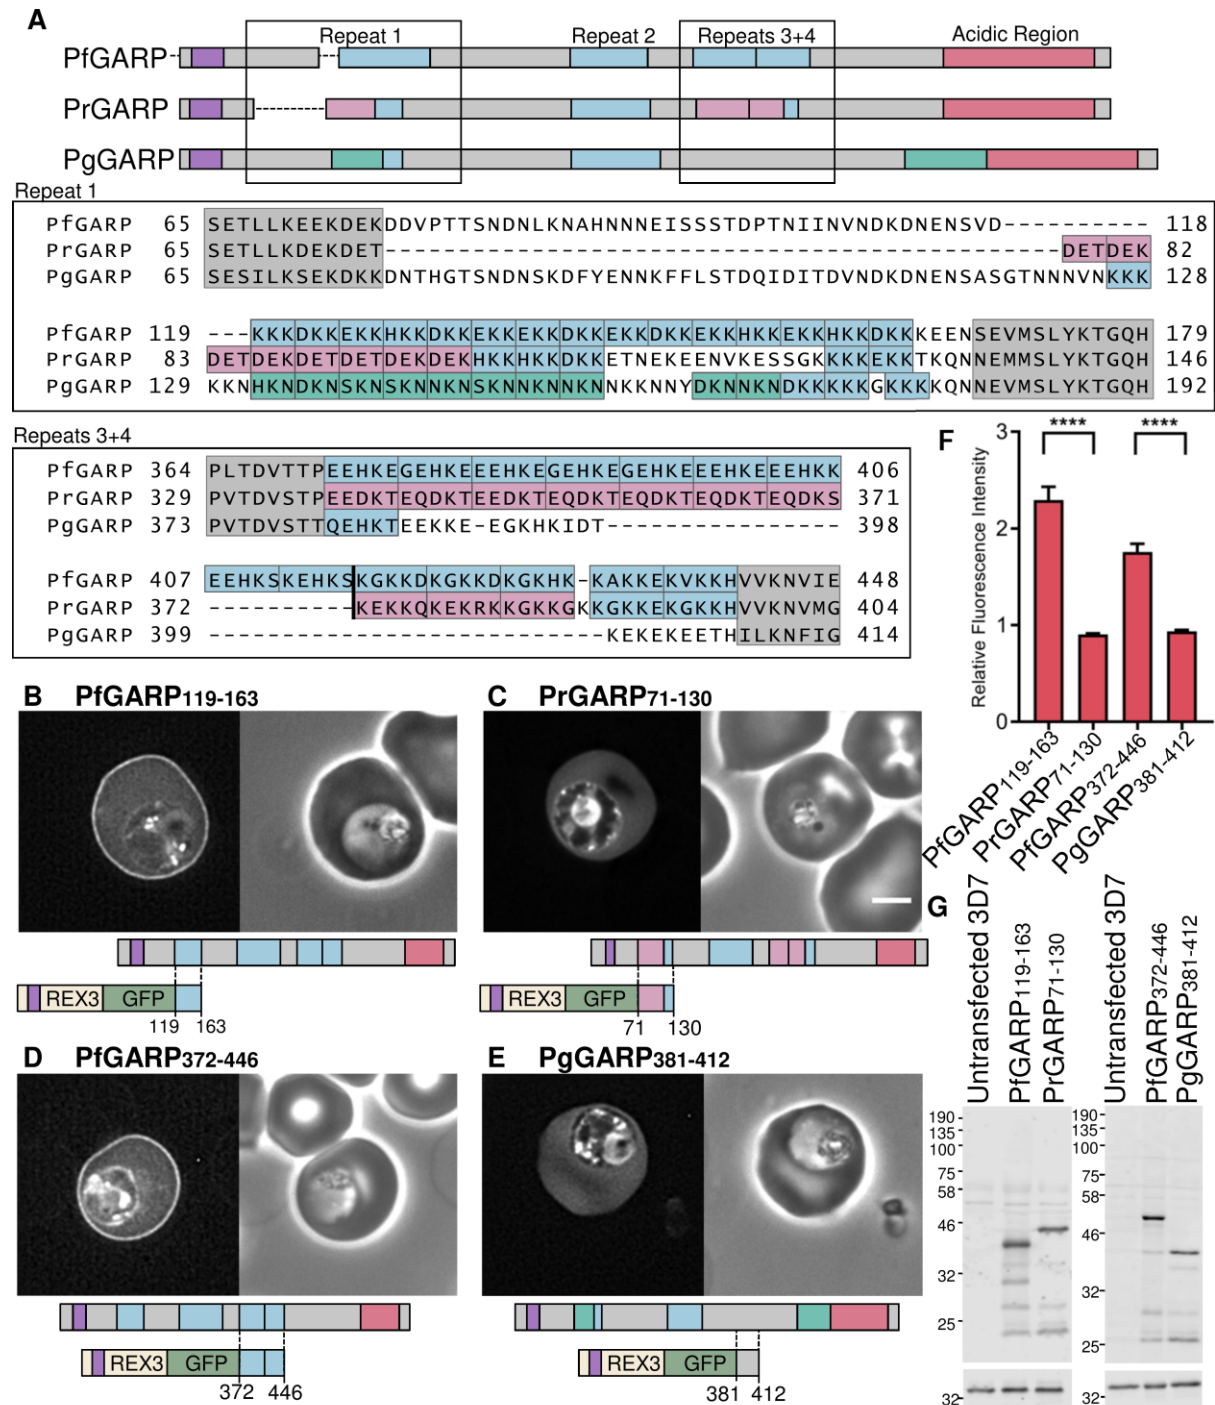 A
Repeat 1
Repeat 2
Repeats 3+4
Acidic Region
PfGARP
PrGARP
PgGARP
Repeat 1
PfGARP 65 SETLLKEEKDEKDDVPTTSNDNLKNAHNNNEISSSTDPTNIINVNDKDNENSVD---------- 118
PrGARP 65 SETLLKDEKDET----------------------------------------------DETDEK 82
PgGARP 65 SESILKSEKDKKDNTHGTSNDNSKDFYENNKFFLSTDQIDITDVNDKDNENSASGTNNNVNKKK 128
PfGARP 119 ---KKKDKKEKKHKKDKKEKKEKKDKKEKKDKKEKKHKKEKKHKKDKKKEENSEVMSLYKTGQH 179
PrGARP 83 DETDEKDETDETDEKDEKHKKHKKDKKETNEKEENVKESSGKKKKEKKTKQNNEMMSLYKTGQH 146
PgGARP 129 KKNHKNDKNSKNSKNNKNSKNNKNNKNNKKNNYDKNNKNDKKKKKGKKKKQNNEVMSLYKTGQH 192
Repeats 3+4
PfGARP 364 PLTDVTTPEEHKEGEHKEEEHKEGEHKEGEHKEEEHKEEEHKK 406
PrGARP 329 PVTDVSTPEEDKTEQDKTEEDKTEQDKTEQDKTEQDKTEQDKS 371
PgGARP 373 PVTDVSTTQEHKTEEKKE-EGKHKIDT---------------- 398
PfGARP 407 EEHKSKEHKSKGKKDKGKKDKGKHK-KAKKEKVKKHVVKNVIE 448
PrGARP 372 ----------KEKKQKEKRKKGKKGKKGKKEKGKKHVVKNVMG 404
PgGARP 399 ---------------------------KEKEKEETHILKNFIG 414
F
Relative Fluorescence Intensity
3
2
1
0
****
****
PfGARP119-163
PrGARP71-130
PfGARP372-446
PgGARP381-412
B PfGARP119-163
C PrGARP71-130
REX3 GFP
119 163
REX3 GFP
71 130
D PfGARP372-446
E PgGARP381-412
REX3 GFP
372 446
REX3 GFP
381 412
G
Untransfected 3D7
PfGARP119-163
PrGARP71-130
Untransfected 3D7
PfGARP372-446
PgGARP381-412
190
135
100
75
58
46
32
25
32
190
135
100
75
58
46
32
25
32